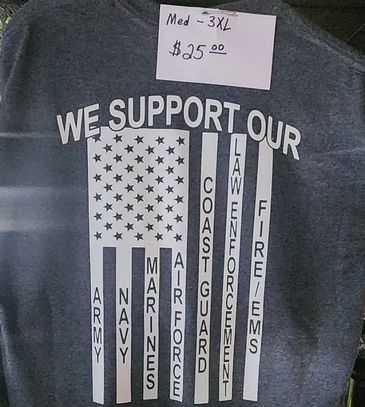 Med - 3XL
$25.00
WE SUPPORT OUR
ARMY
NAVY
MARINES
AIR FORCE
COAST GUARD
LAW ENFORCEMENT
FIRE/EMS